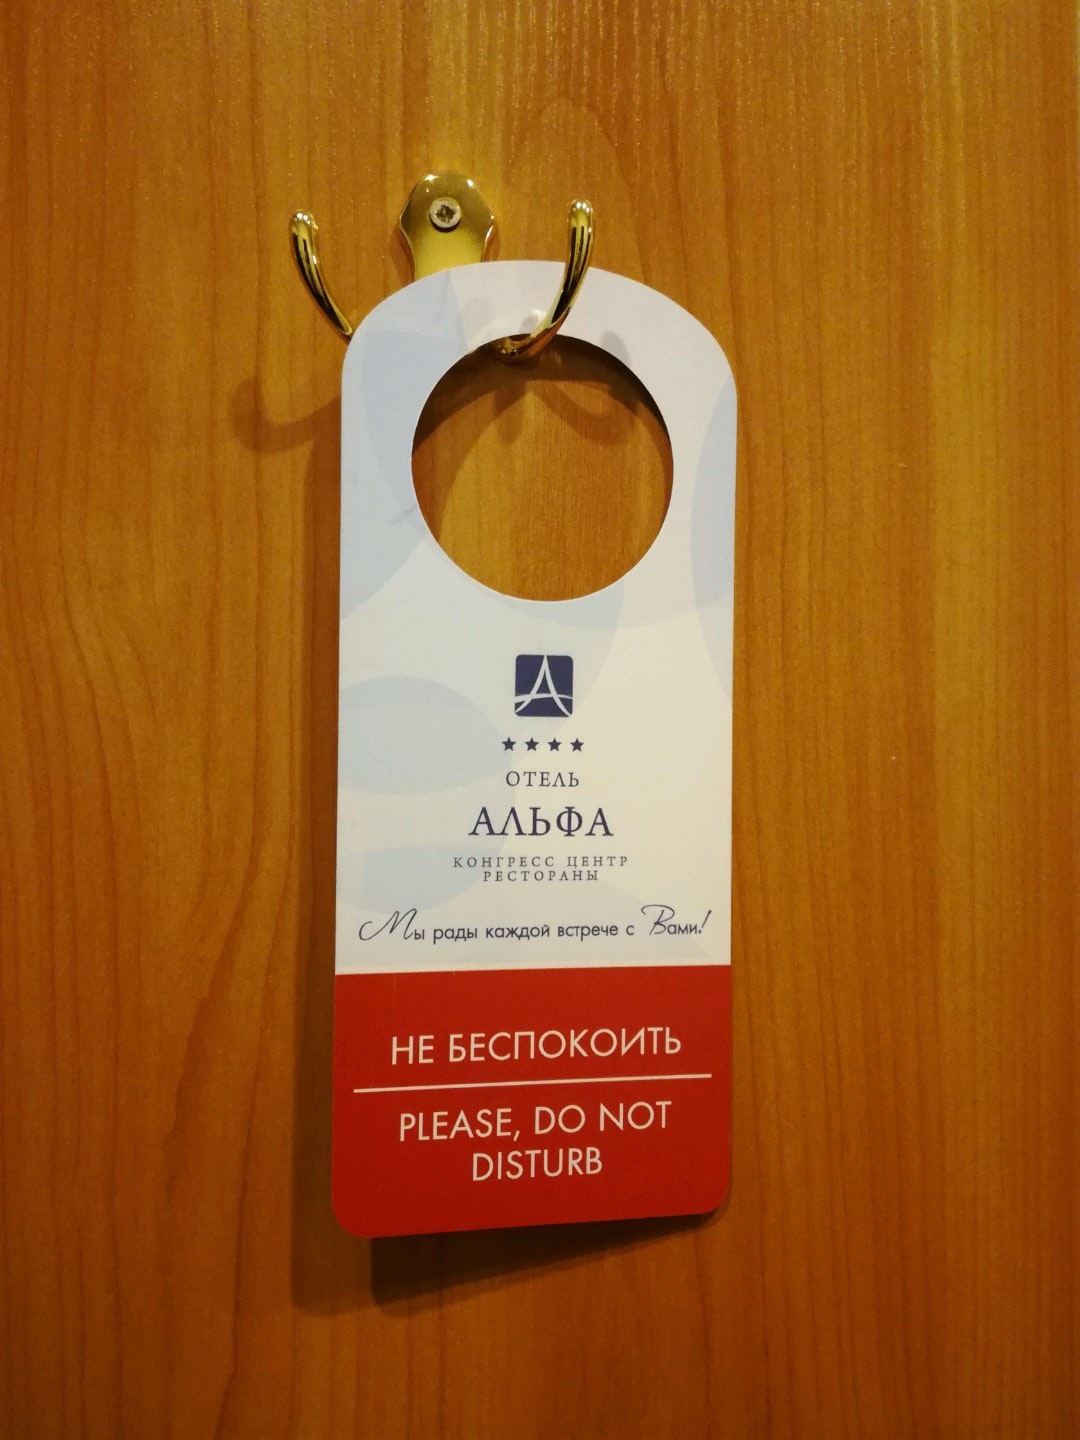 ОТЕЛЬ
АЛЬФА
КОНГРЕСС ЦЕНТР
РЕСТОРАНЫ
Мы рады каждой встрече с Вами!
НЕ БЕСПОКОИТЬ
PLEASE, DO NOT
DISTURB